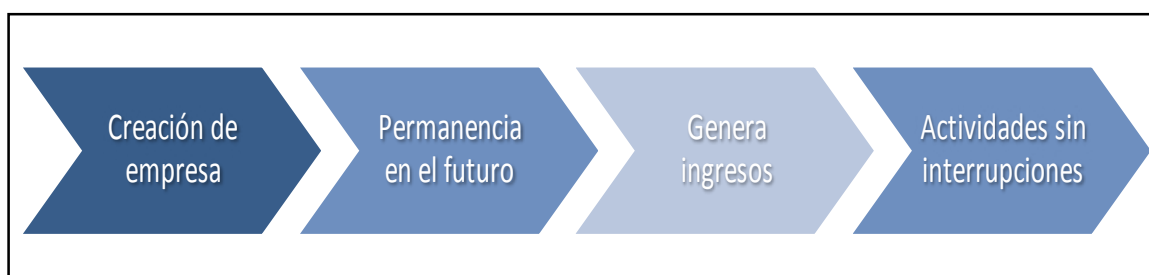 Creación de
empresa
Permanencia
en el futuro
Genera
ingresos
Actividades sin
interrupciones